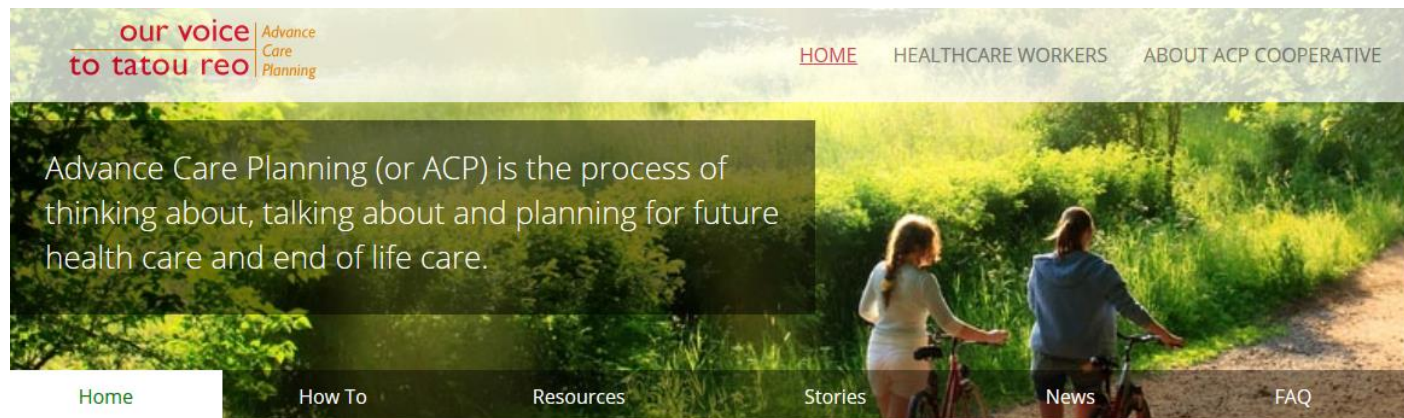 our voice
to tatou reo
Advance
Care
Planning
HOME HEALTHCARE WORKERS ABOUT ACP COOPERATIVE
Advance Care Planning (or ACP) is the process of
thinking about, talking about and planning for future
health care and end of life care.
Home How To Resources Stories News FAQ